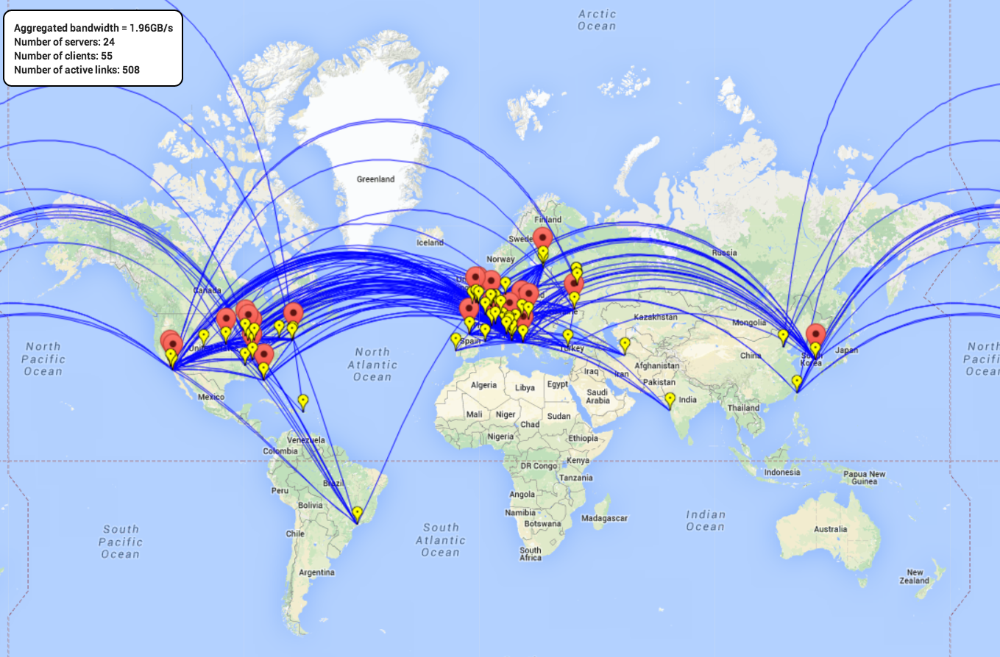 Aggregated bandwidth = 1.96GB/s
Number of servers: 24
Number of clients: 55
Number of active links: 508
Arctic
Ocean
Greenland
Finland
Iceland
Norway
Russia
Canada
Kazakhstan
Mongolia
North
Pacific
Ocean
North
Atlantic
Ocean
Spain
Turkey
China
South
Korea
Japan
North
Afghanistan
Iraq
Iran
Pakistan
Algeria
Libya
Egypt
Saudi
Arabia
Mexico
India
Thailand
Mali
Niger
Chad
Sudan
Nigeria
Ethiopia
Venezuela
Colombia
DR Congo
Kenya
Tanzania
Indonesia
Papua New
Guinea
Brazil
Peru
Bolivia
Angola
Namibia
Botswana
Madagascar
Indian
Ocean
South
Pacific
Ocean
Chile
South
Atlantic
Ocean
South
Africa
Australia
Argentina
New
Zealand